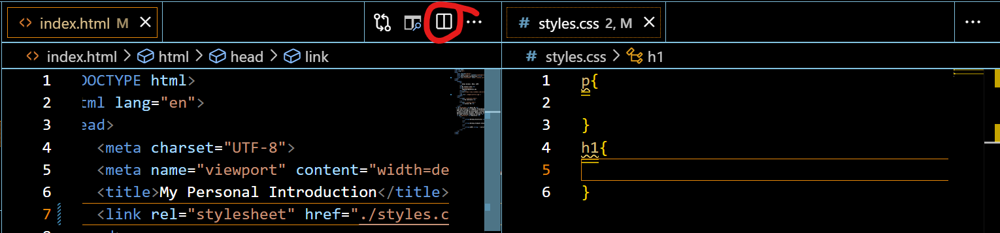 index.html M
styles.css 2, M
index.html > html > head > link
styles.css > h1
1 DOCTYPE html>
2 tml lang="en">
3 ead>
4 <meta charset="UTF-8">
5 <meta name="viewport" content="width=de
6 <title>My Personal Introduction</title>
7 <link rel="stylesheet" href="./styles.c
1 p{
2
3 }
4 h1{
5
6 }